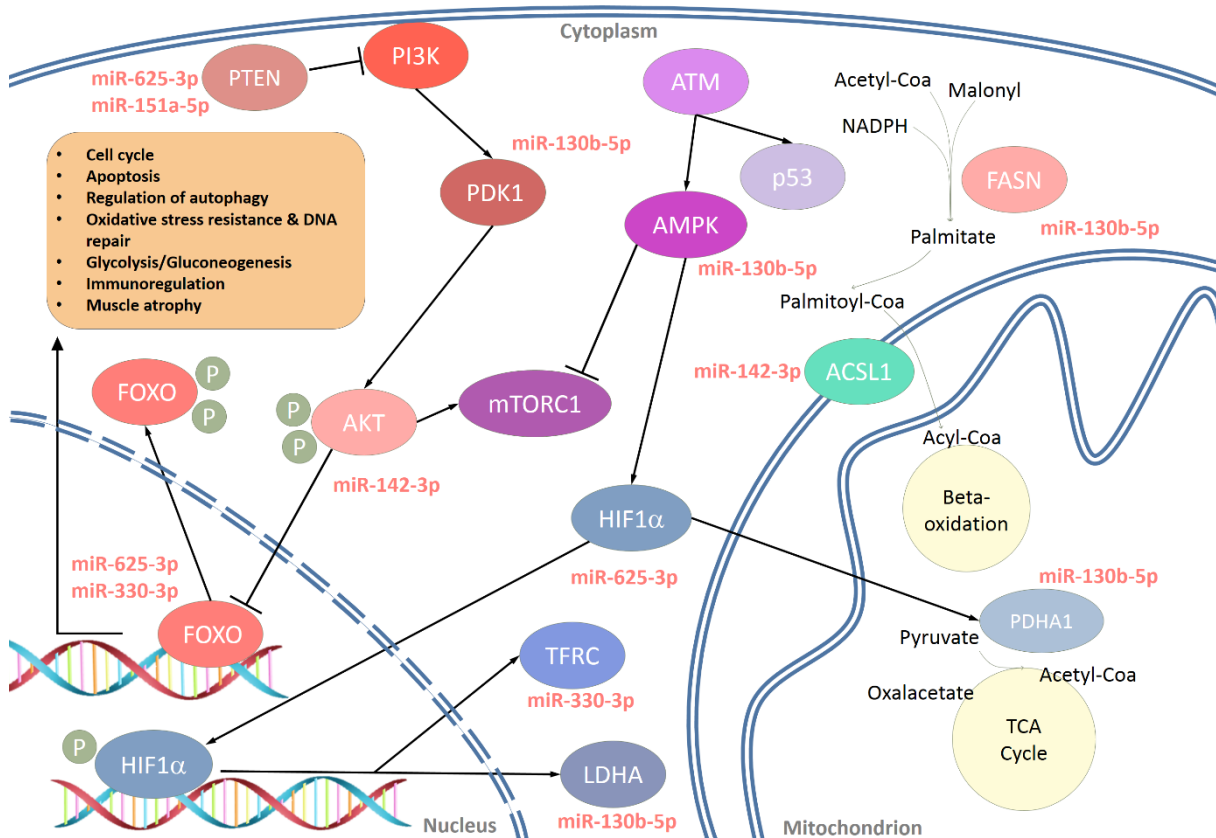 Cytoplasm
PI3K
PTEN
miR-625-3p
miR-151a-5p
ATM
Acetyl-Coa
Malonyl
NADPH
miR-130b-5p
p53
FASN
PDK1
AMPK
miR-130b-5p
miR-130b-5p
Palmitate
• Cell cycle
• Apoptosis
• Regulation of autophagy
• Oxidative stress resistance & DNA
repair
• Glycolysis/Gluconeogenesis
• Immunoregulation
• Muscle atrophy
Palmitoyl-Coa
FOXO
P
P
P
P
AKT
mTORC1
miR-142-3p
ACSL1
miR-142-3p
Acyl-Coa
Beta-
oxidation
HIF1α
miR-625-3p
miR-625-3p
miR-330-3p
FOXO
miR-130b-5p
PDHA1
Pyruvate
Acetyl-Coa
Oxalacetate
TCA
Cycle
TFRC
miR-330-3p
P
HIF1α
LDHA
miR-130b-5p
Nucleus
Mitochondrion